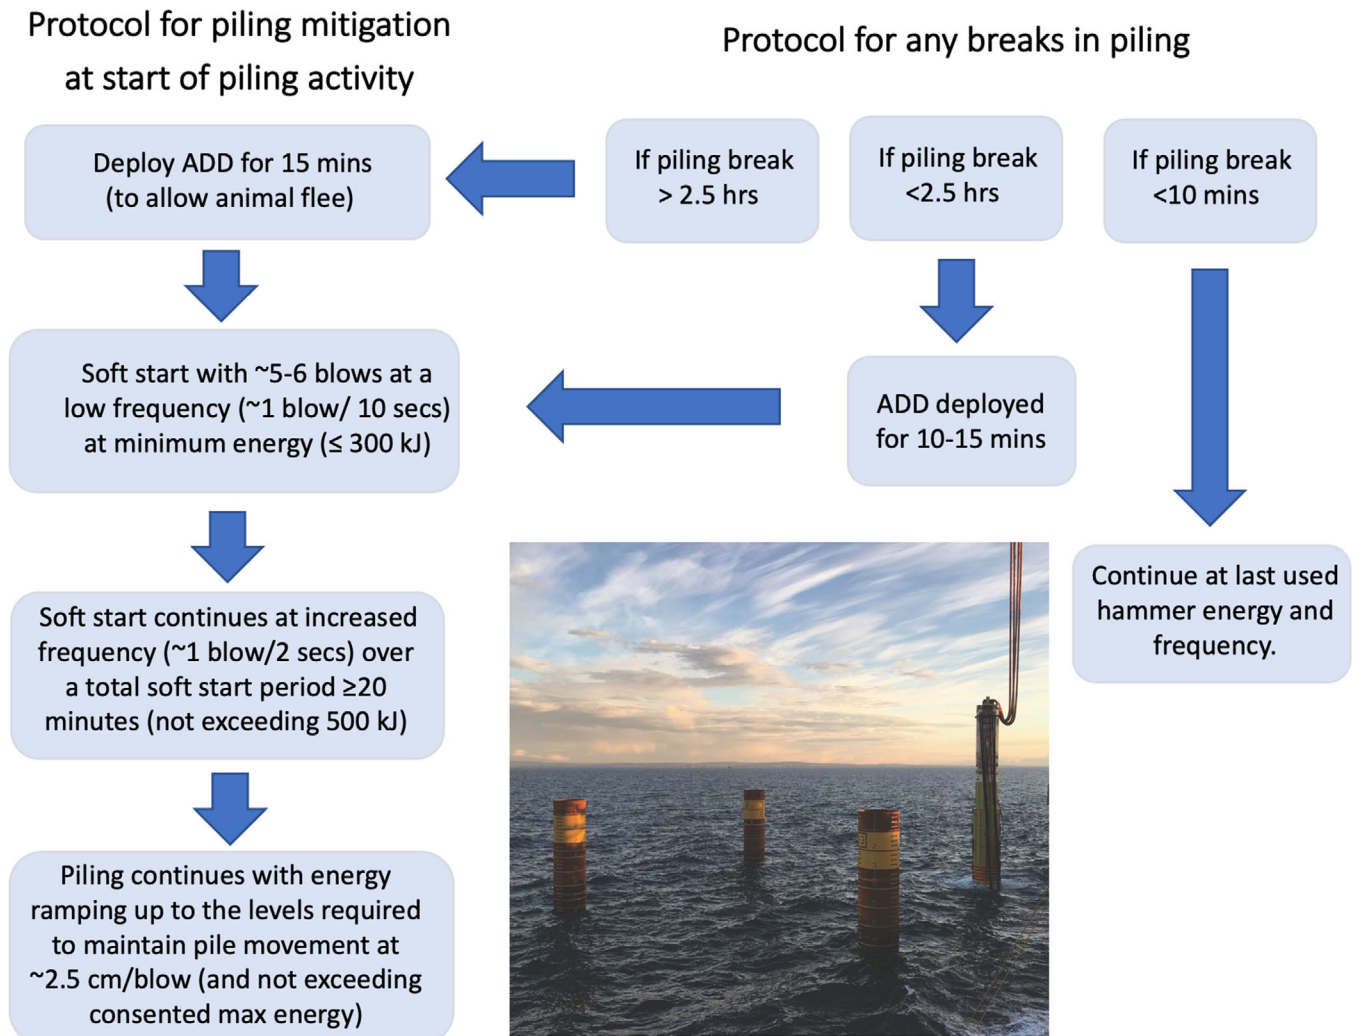 Protocol for piling mitigation
at start of piling activity
Protocol for any breaks in piling
Deploy ADD for 15 mins
(to allow animal flee)
If piling break
> 2.5 hrs
If piling break
<2.5 hrs
If piling break
<10 mins
Soft start with ~5-6 blows at a
low frequency (~1 blow/ 10 secs)
at minimum energy (≤ 300 kJ)
ADD deployed
for 10-15 mins
Continue at last used
hammer energy and
frequency.
Soft start continues at increased
frequency (~1 blow/2 secs) over
a total soft start period ≥20
minutes (not exceeding 500 kJ)
Piling continues with energy
ramping up to the levels required
to maintain pile movement at
~2.5 cm/blow (and not exceeding
consented max energy)